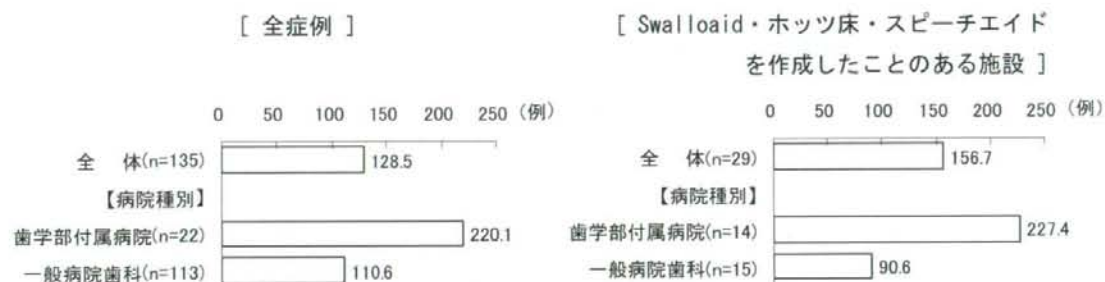 [ 全症例 ]
0 50 100 150 200 250 (例)
全 体(n=135) 128.5
【病院種別】
歯学部付属病院(n=22) 220.1
一般病院歯科(n=113) 110.6
[ Swalloaid・ホッツ床・スピーチエイド
を作成したことのある施設 ]
0 50 100 150 200 250 (例)
全 体(n=29) 156.7
【病院種別】
歯学部付属病院(n=14) 227.4
一般病院歯科(n=15) 90.6